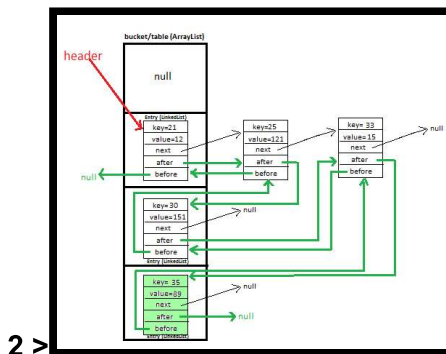 bucket/table (ArrayList)
header
null
Entry (LinkedList)
key=21
value=12
next
after
before
null
key=25
value=121
next
after
before
key= 33
value= 15
next
after
before
null
key=30
value=151
next
after
before
Entry (LinkedList)
null
key= 35
value=89
next
after
before
Entry (LinkedList)
null
null
2 >